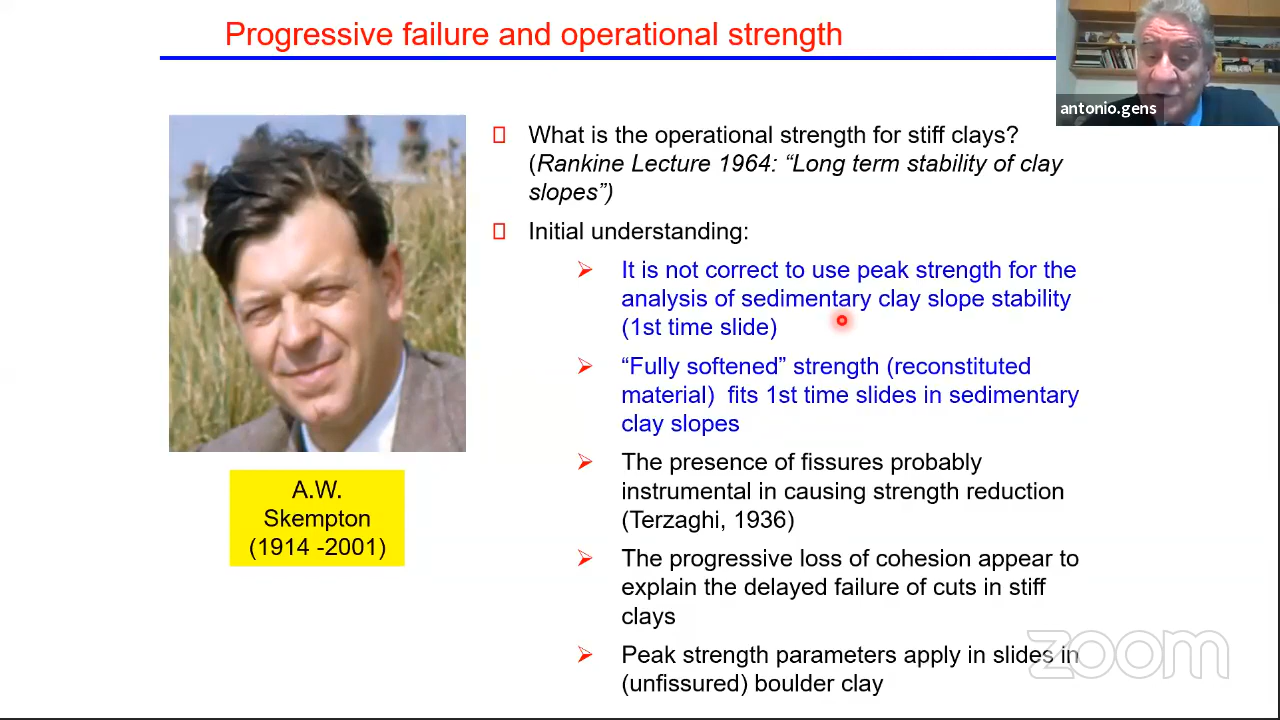 Progressive failure and operational strength
antonio.gens
What is the operational strength for stiff clays?
(Rankine Lecture 1964: “Long term stability of clay
slopes”)
Initial understanding:
It is not correct to use peak strength for the
analysis of sedimentary clay slope stability
(1st time slide)
“Fully softened” strength (reconstituted
material) fits 1st time slides in sedimentary
clay slopes
The presence of fissures probably
instrumental in causing strength reduction
(Terzaghi, 1936)
The progressive loss of cohesion appear to
explain the delayed failure of cuts in stiff
clays
Peak strength parameters apply in slides in
(unfissured) boulder clay
A.W.
Skempton
(1914 -2001)
zoom